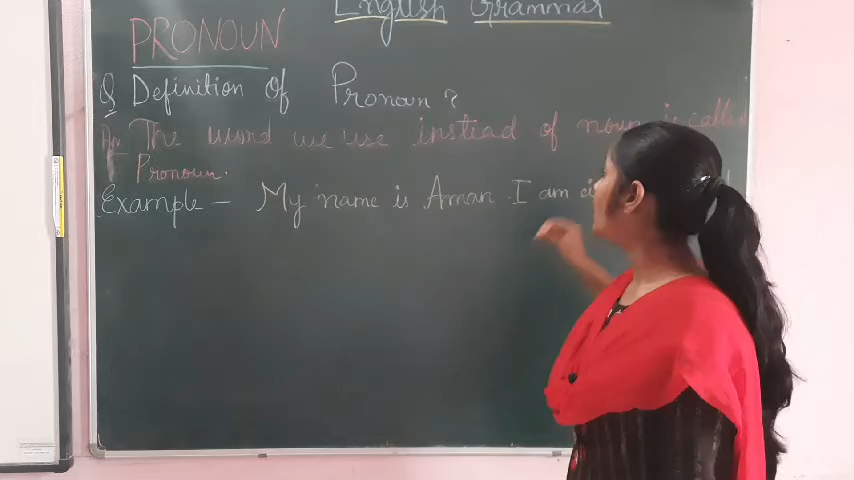 English Grammar
PRONOUN
Q Definition of Pronoun?
Ans The word we use instiad of noun is called
Pronoun.
Example - My name is Aman. I am